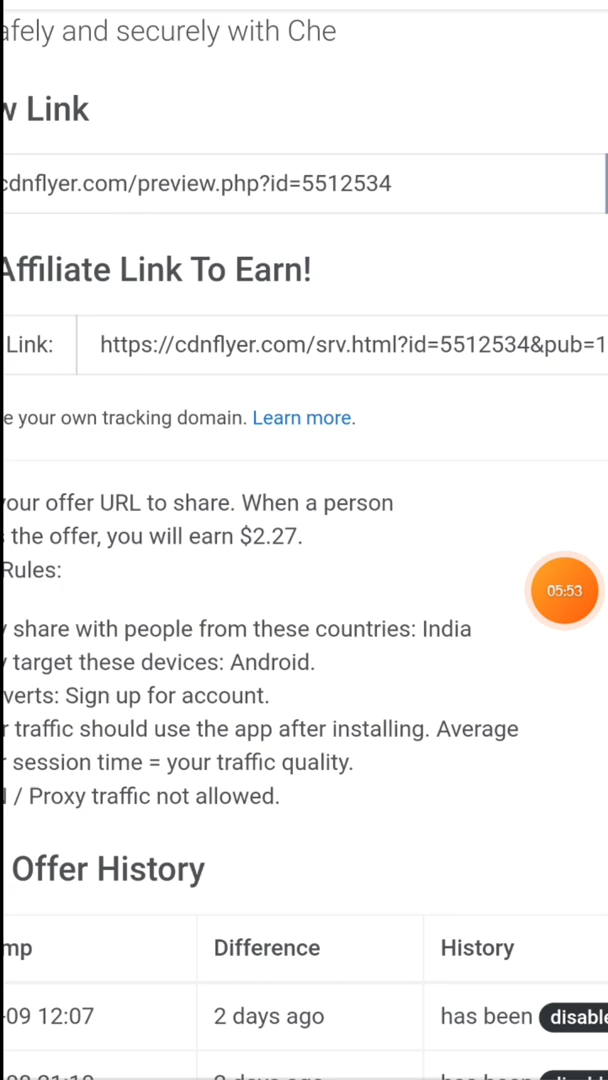 afely and securely with Che
w Link
cdnflyer.com/preview.php?id=5512534
Affiliate Link To Earn!
Link:
https://cdnflyer.com/srv.html?id=5512534&pub=1
e your own tracking domain. Learn more.
our offer URL to share. When a person
the offer, you will earn $2.27.
Rules:
05:53
share with people from these countries: India
target these devices: Android.
verts: Sign up for account.
r traffic should use the app after installing. Average
session time = your traffic quality.
/ Proxy traffic not allowed.
Offer History
mp
Difference
History
-09 12:07
2 days ago
has been disable